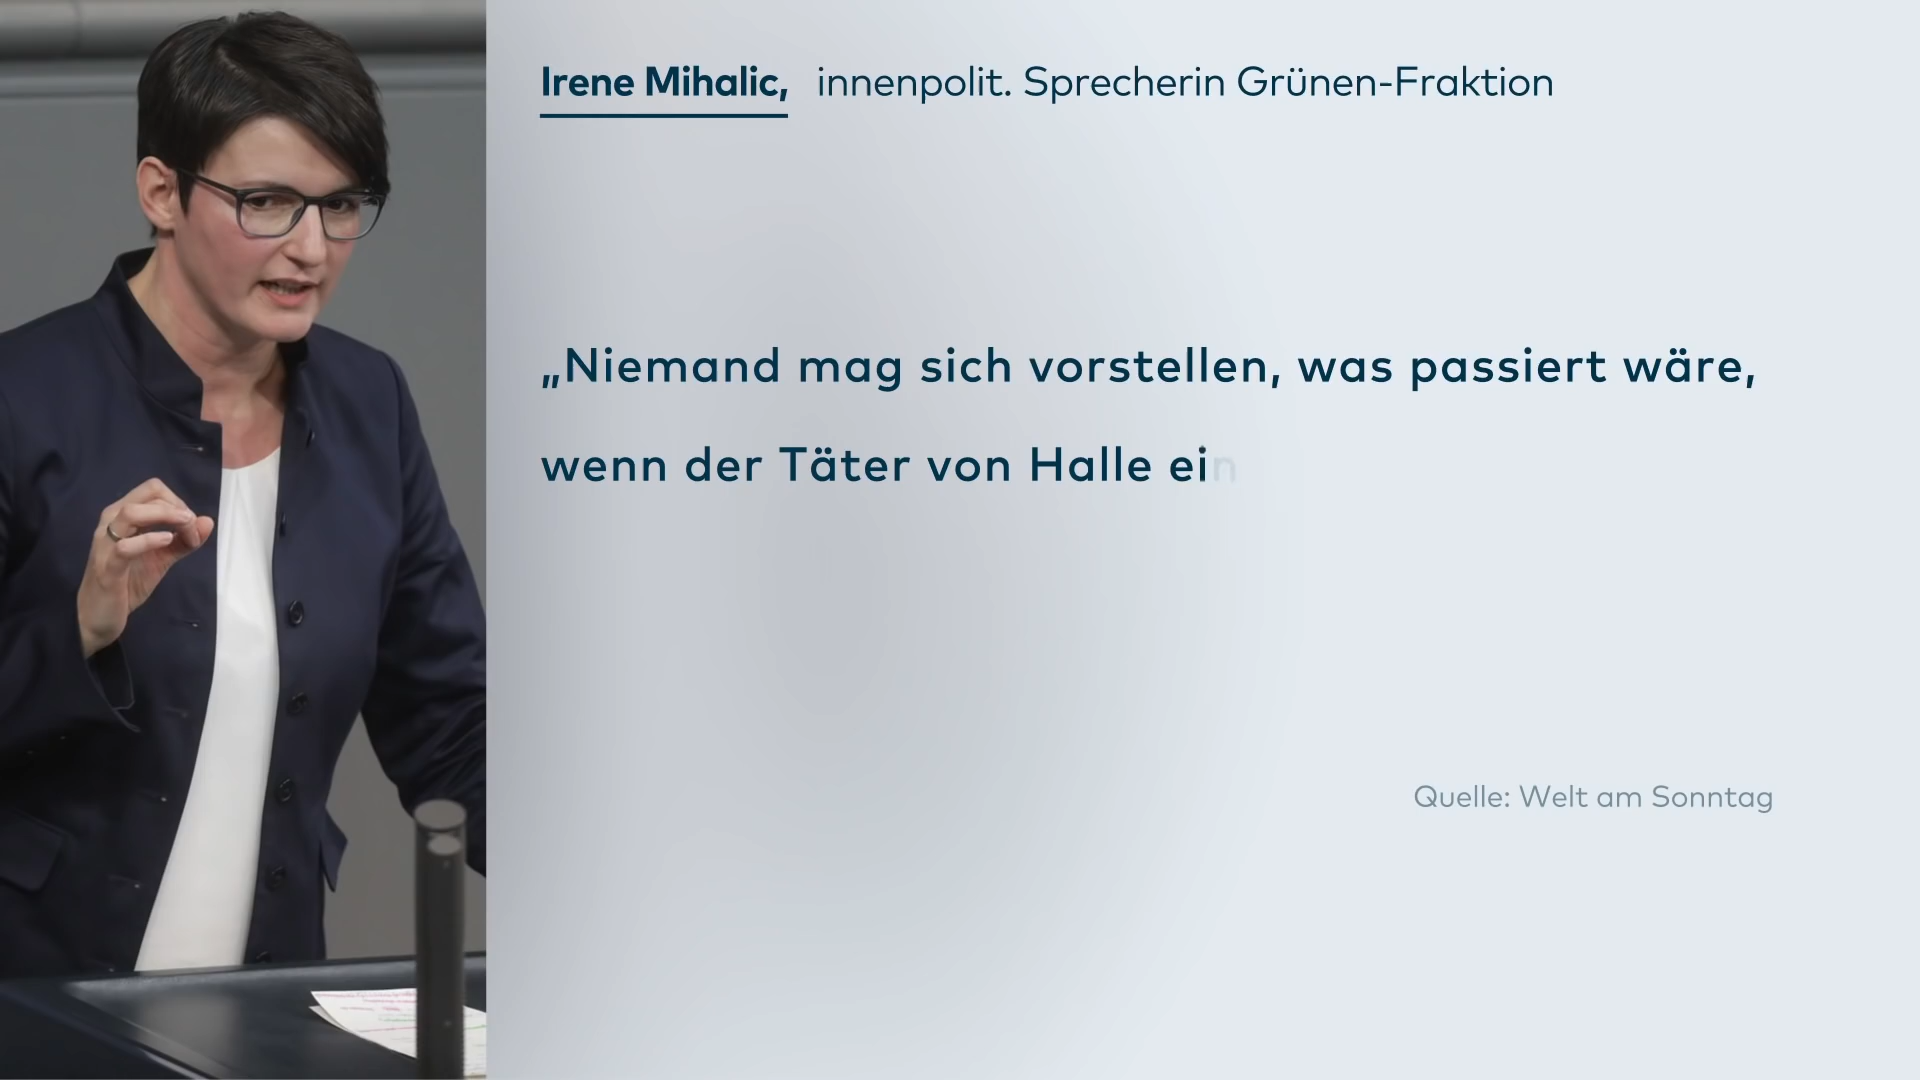 Irene Mihalic, innenpolit. Sprecherin Grünen-Fraktion
„Niemand mag sich vorstellen, was passiert wäre,
wenn der Täter von Halle ein
Quelle: Welt am Sonntag